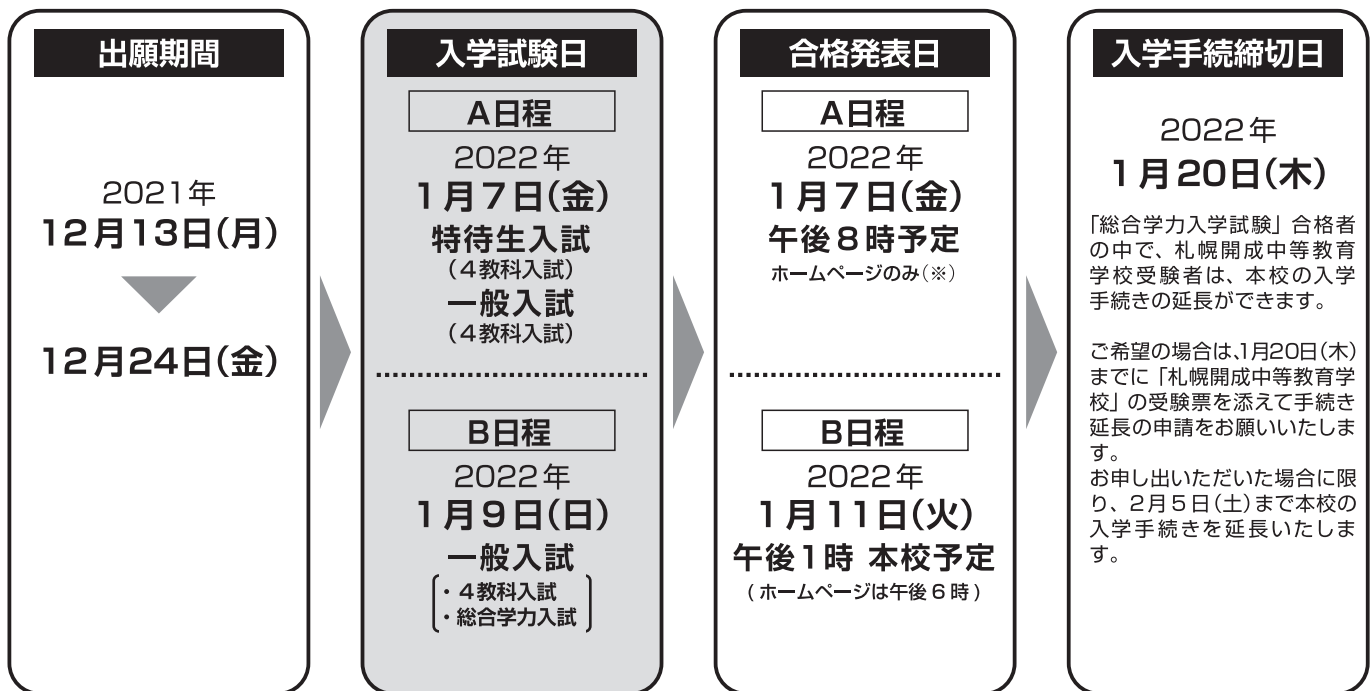 出願期間
2021年
12月13日(月)
12月24日(金)
入学試験日
A日程
2022年
1月7日(金)
特待生入試
(4教科入試)
一般入試
(4教科入試)
B日程
2022年
1月9日(日)
一般入試
・4教科入試
・総合学力入試
合格発表日
A日程
2022年
1月7日(金)
午後8時予定
ホームページのみ(※)
B日程
2022年
1月11日(火)
午後1時 本校予定
(ホームページは午後6時)
入学手続締切日
2022年
1月20日(木)
「総合学力入学試験」合格者
の中で、札幌開成中等教育
学校受験者は、本校の入学
手続きの延長ができます。
ご希望の場合は、1月20日(木)
までに「札幌開成中等教育学
校」の受験票を添えて手続き
延長の申請をお願いいたしま
す。
お申し出いただいた場合に限
り、2月5日(土)まで本校の
入学手続きを延長いたしま
す。